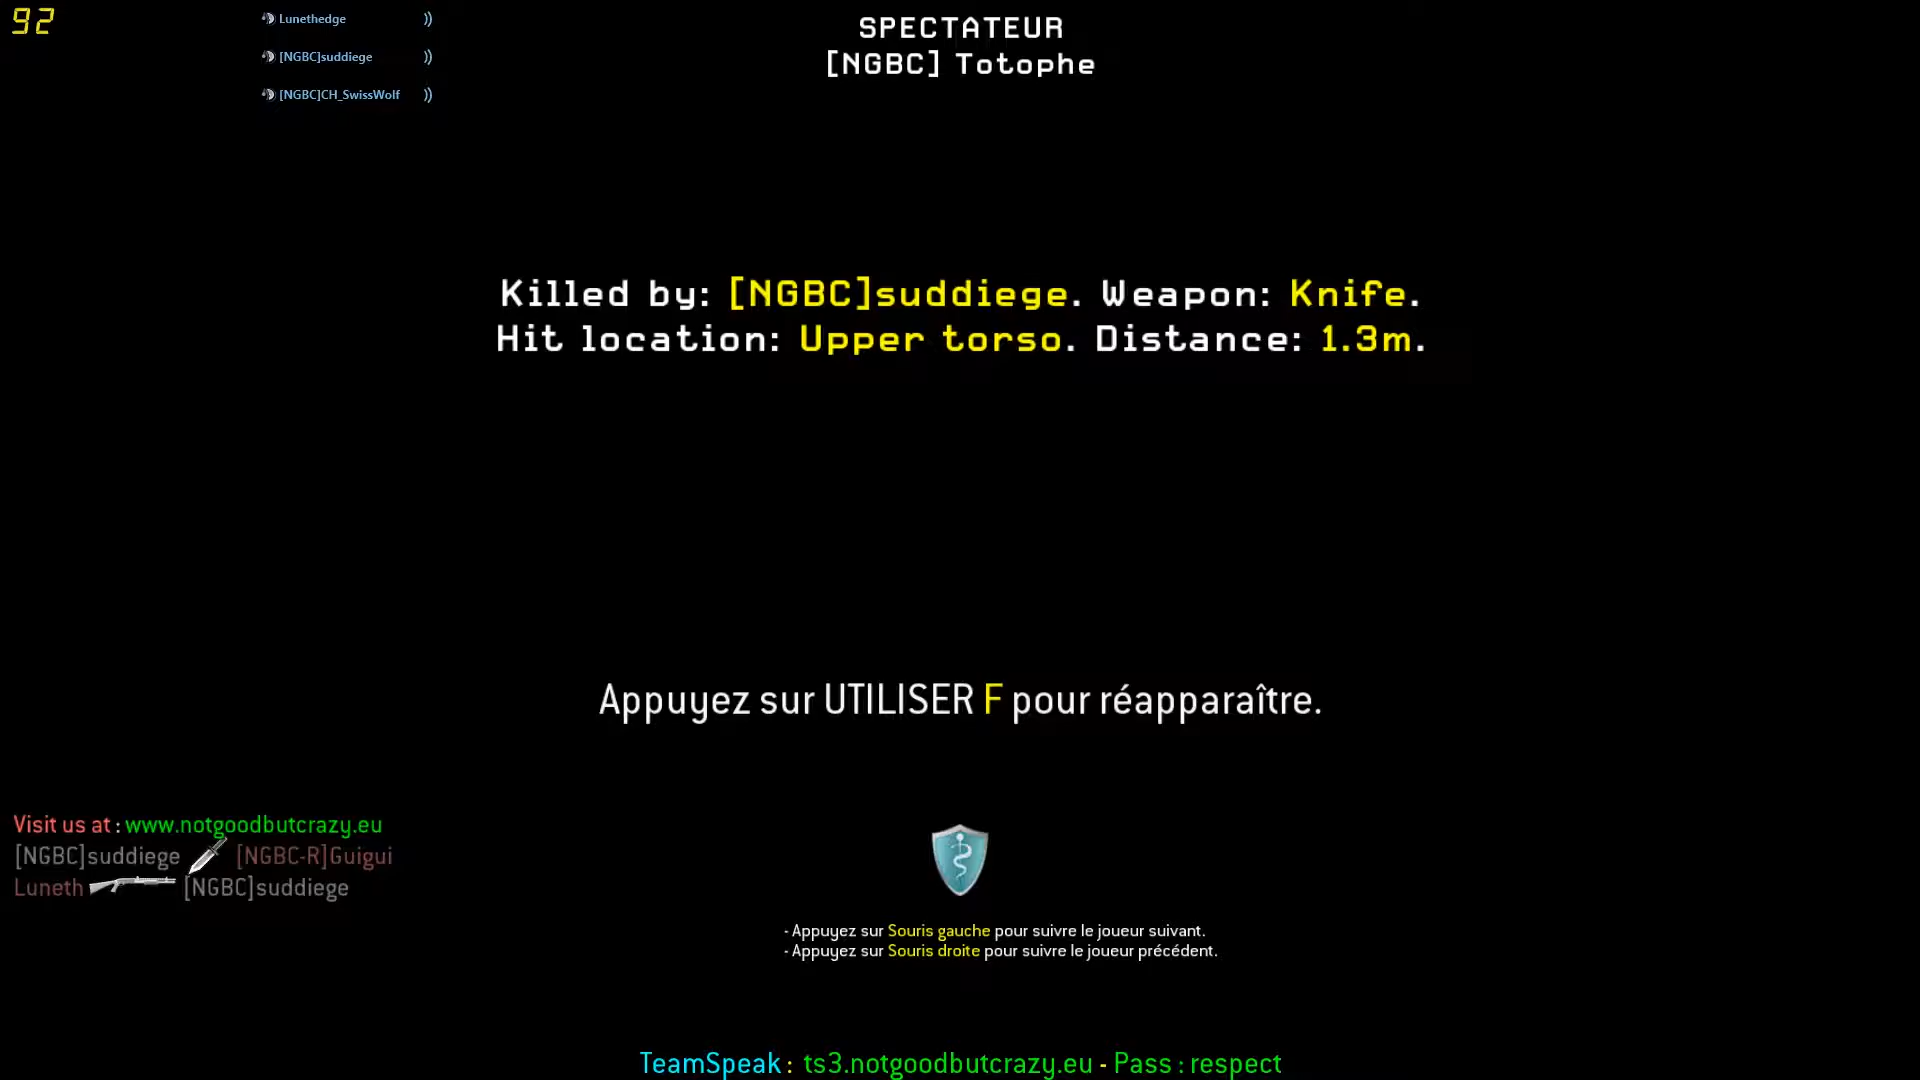 92
Lunethedge
[NGBC]suddiege
[NGBC]CH_SwissWolf
SPECTATEUR
[NGBC] Totophe
Killed by: [NGBC]suddiege. Weapon: Knife.
Hit location: Upper torso. Distance: 1.3m.
Appuyez sur UTILISER F pour réapparaître.
Visit us at : www.notgoodbutcrazy.eu
[NGBC]suddiege [NGBC-R]Guigui
Luneth [NGBC]suddiege
- Appuyez sur Souris gauche pour suivre le joueur suivant.
- Appuyez sur Souris droite pour suivre le joueur précédent.
TeamSpeak : ts3.notgoodbutcrazy.eu - Pass : respect